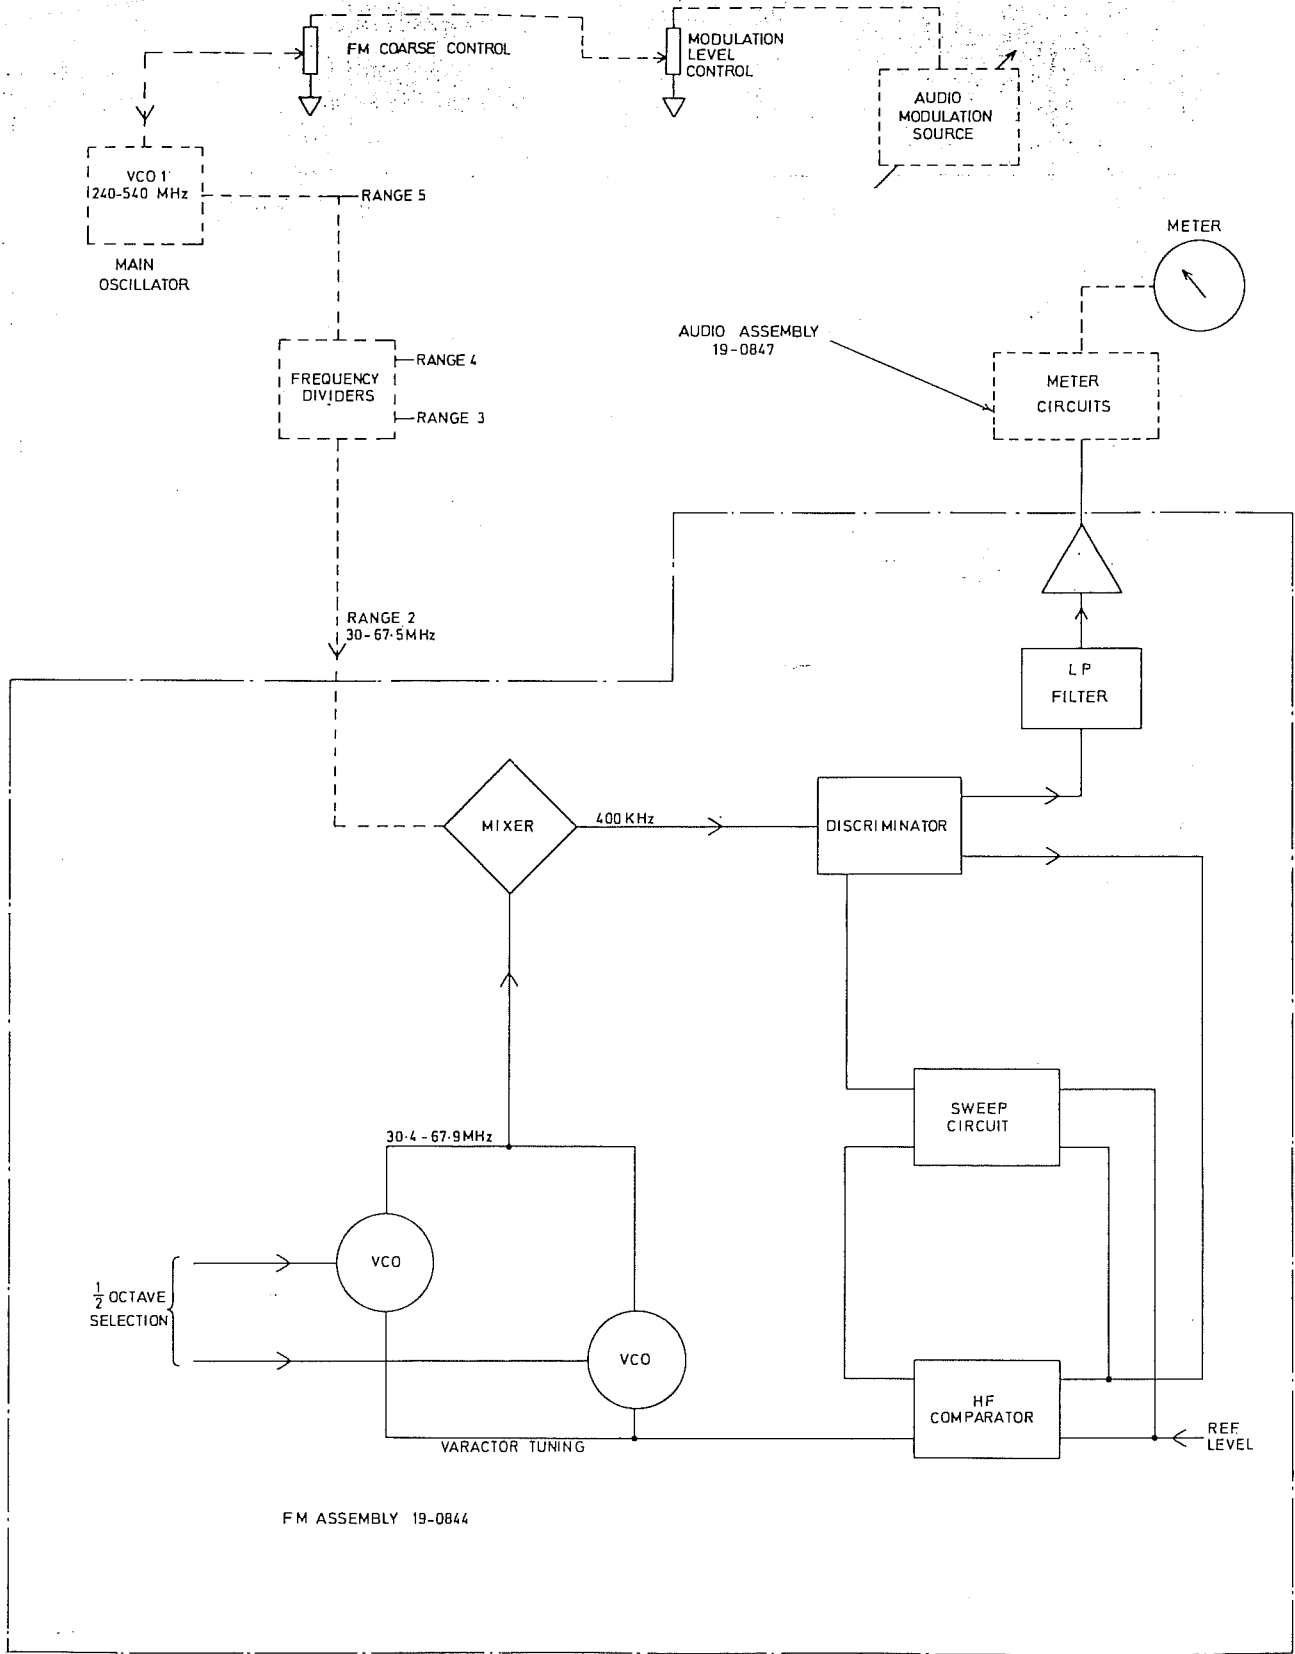 FM COARSE CONTROL
MODULATION
LEVEL
CONTROL
AUDIO
MODULATION
SOURCE
VCO 1
240-540 MHz
RANGE 5
MAIN
OSCILLATOR
METER
AUDIO ASSEMBLY
19-0847
METER
CIRCUITS
FREQUENCY
DIVIDERS
RANGE 4
RANGE 3
RANGE 2
30-67·5MHz
LP
FILTER
MIXER
400KHz
DISCRIMINATOR
SWEEP
CIRCUIT
30·4-67·9MHz
VCO
1/2 OCTAVE
SELECTION
VCO
HF
COMPARATOR
VARACTOR TUNING
REF.
LEVEL
FM ASSEMBLY 19-0844